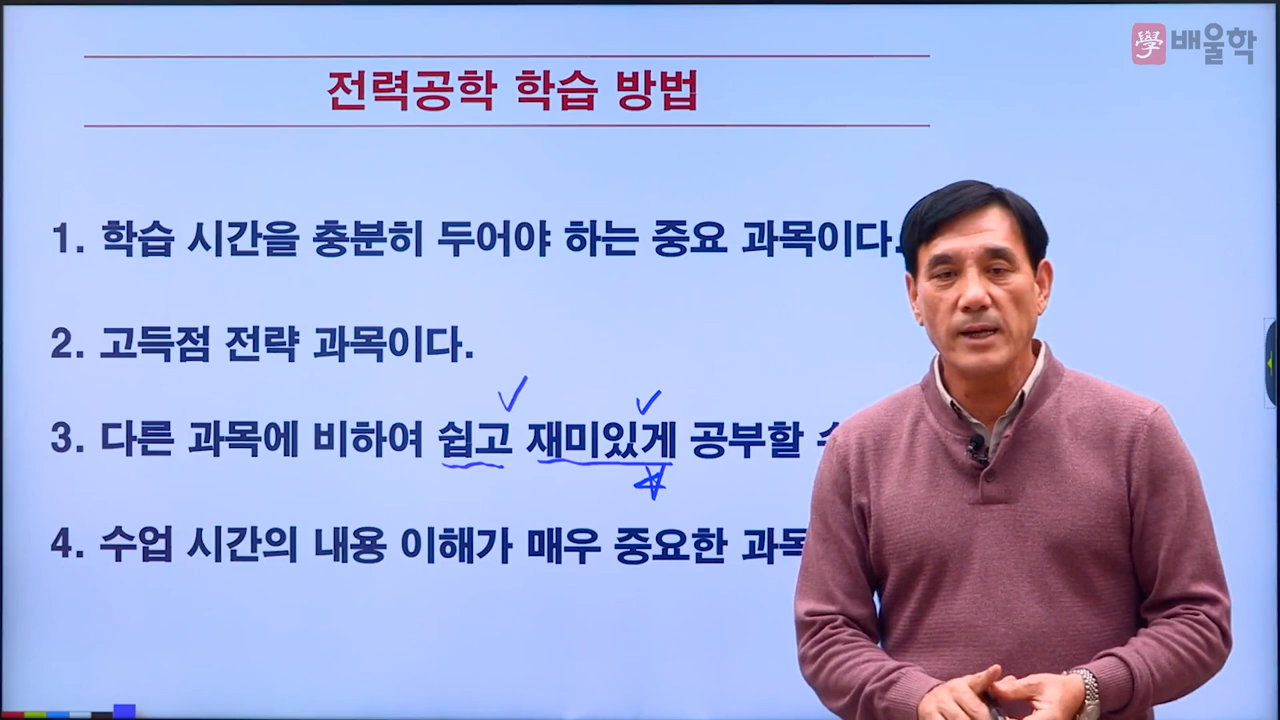 學 배울학
전력공학 학습 방법
1. 학습 시간을 충분히 두어야 하는 중요 과목이다.
2. 고득점 전략 과목이다.
3. 다른 과목에 비하여 쉽고 재미있게 공부할
4. 수업 시간의 내용 이해가 매우 중요한